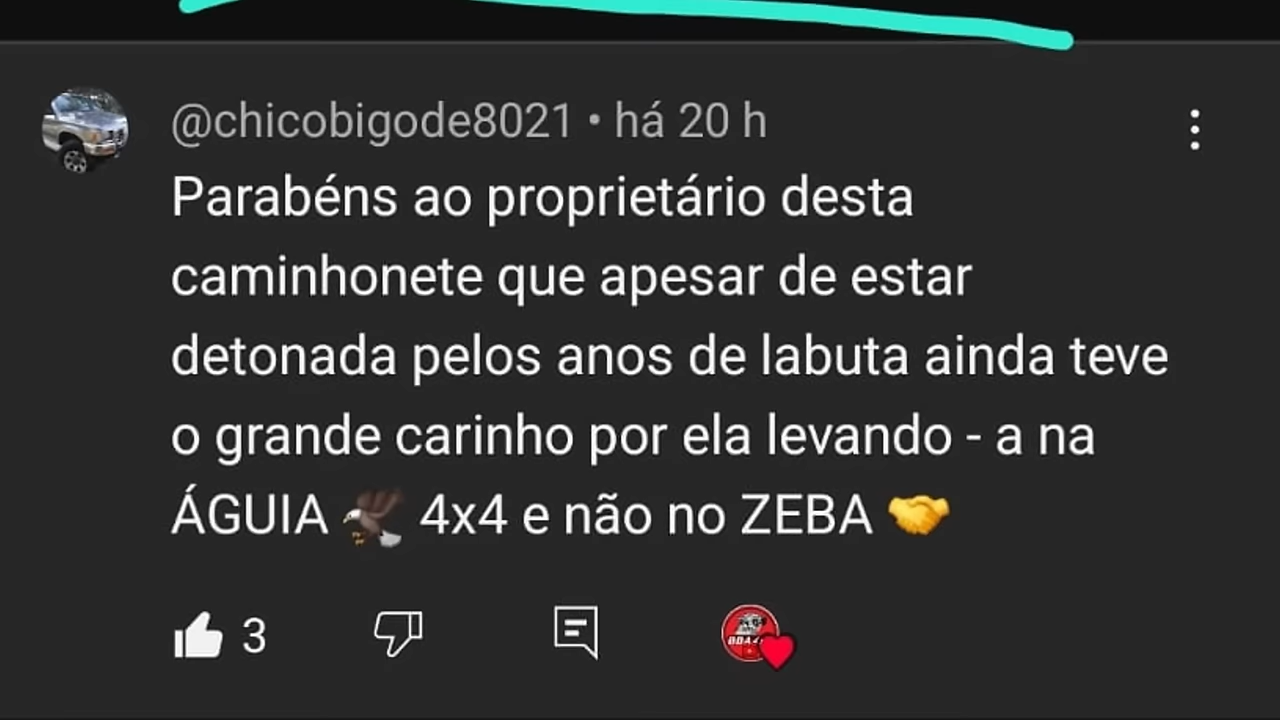 @chicobigode8021 • há 20 h
Parabéns ao proprietário desta
caminhonete que apesar de estar
detonada pelos anos de labuta ainda teve
o grande carinho por ela levando - a na
ÁGUIA 🦅 4x4 e não no ZEBA 🤝
3